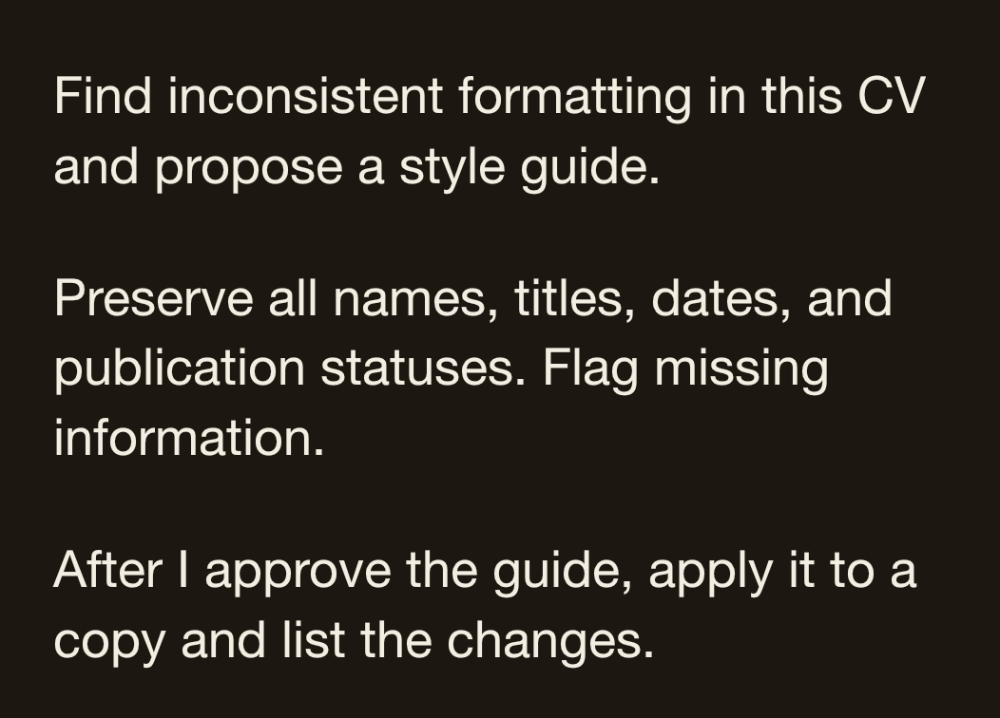 Find inconsistent formatting in this CV
and propose a style guide.
Preserve all names, titles, dates, and
publication statuses. Flag missing
information.
After I approve the guide, apply it to a
copy and list the changes.